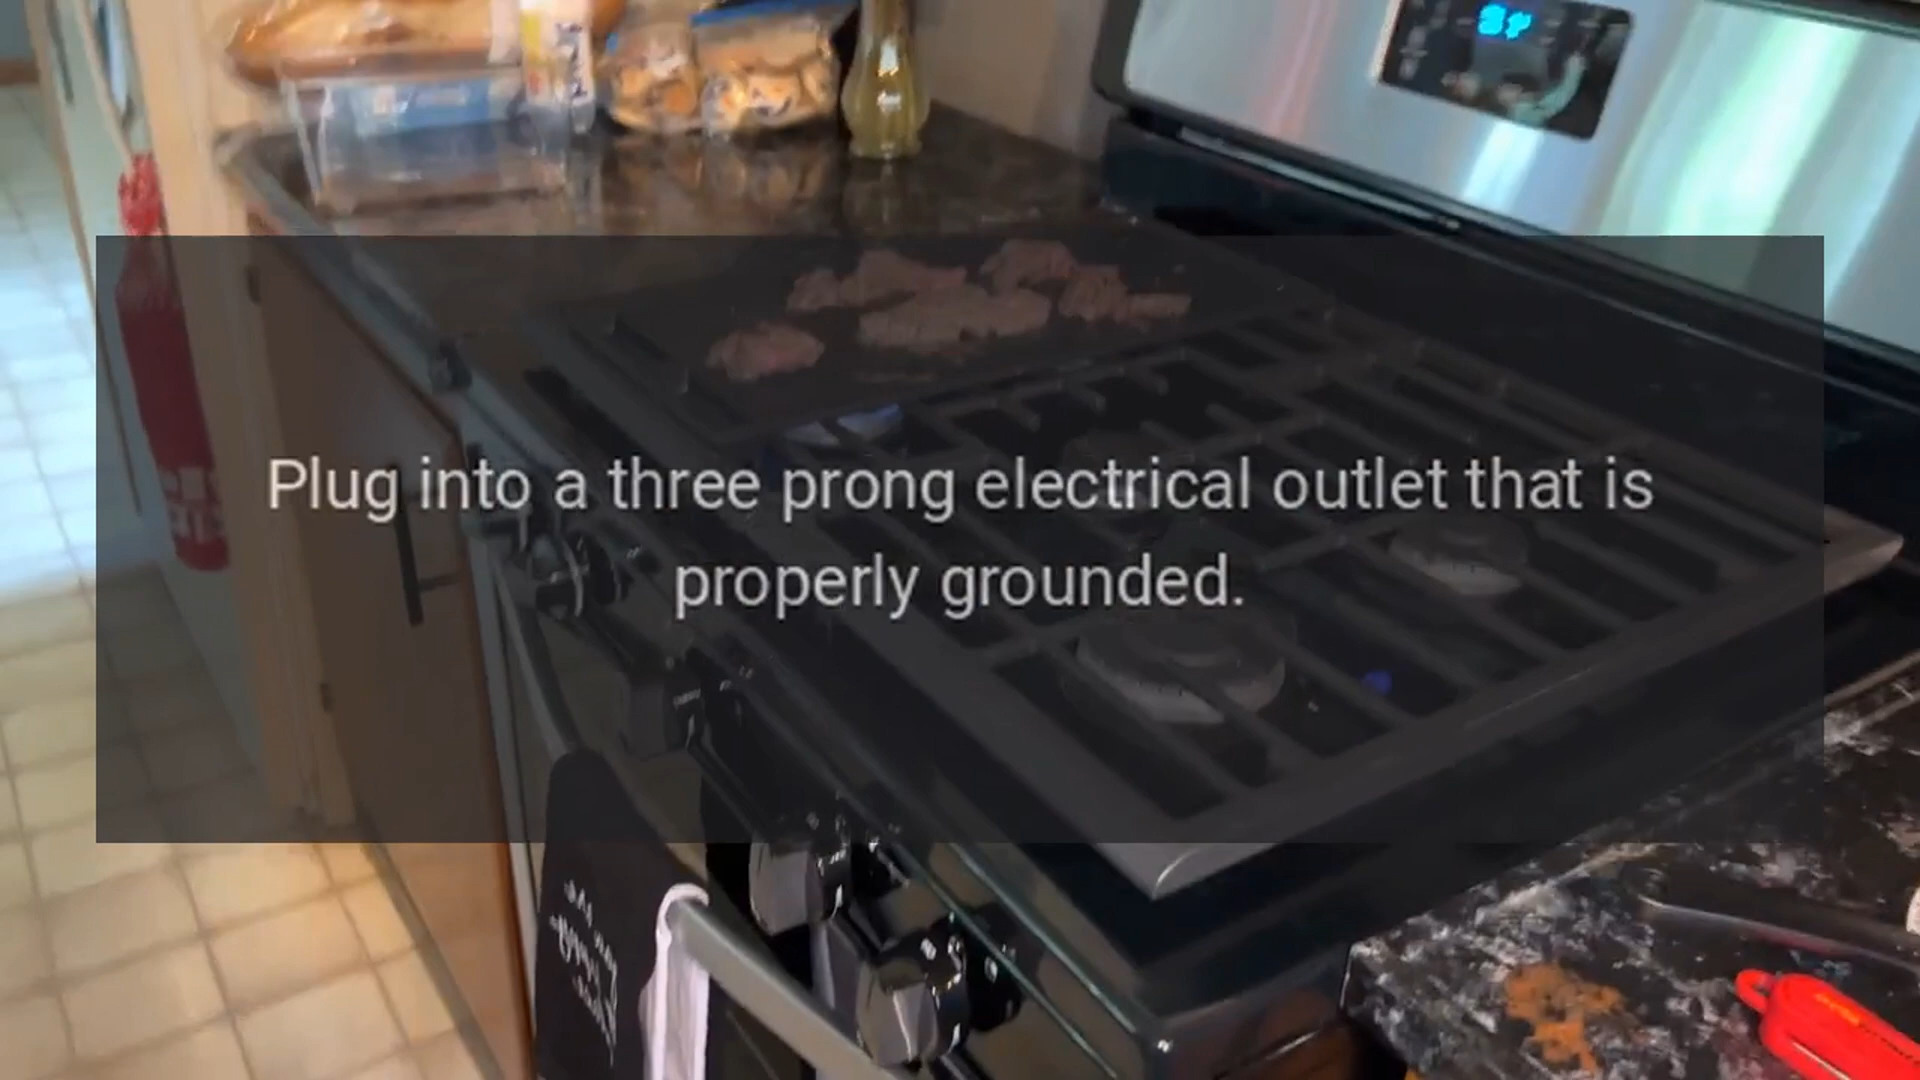 Plug into a three prong electrical outlet that is
properly grounded.